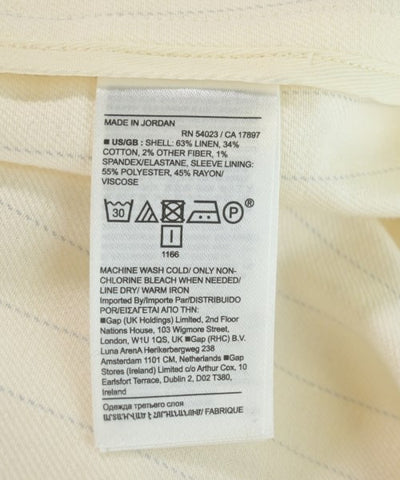 MADE IN JORDAN
RN 54023 / CA 17897
■ US/GB : SHELL: 63% LINEN, 34%
COTTON, 2% OTHER FIBER, 1%
SPANDEX/ELASTANE, SLEEVE LINING:
55% POLYESTER, 45% RAYON/
VISCOSE
30 P ®
1166
MACHINE WASH COLD/ ONLY NON-
CHLORINE BLEACH WHEN NEEDED/
LINE DRY/ WARM IRON
Imported By/Importe Par/DISTRIBUIDO
POR/ΕΙΣΑΓΕΤΑΙ ΑΠΟ ΤΗΝ:
■Gap (UK Holdings) Limited, 2nd Floor
Nations House, 103 Wigmore Street,
London, W1U 1QS, UK ■Gap (RHC) B.V.
Luna ArenA Herikerbergweg 238
Amsterdam 1101 CM, Netherlands ■Gap
Stores (Ireland) Limited c/o Arthur Cox, 10
Earlsfort Terrace, Dublin 2, D02 T380,
Ireland
Одежда третьего слоя
FABRIQUE